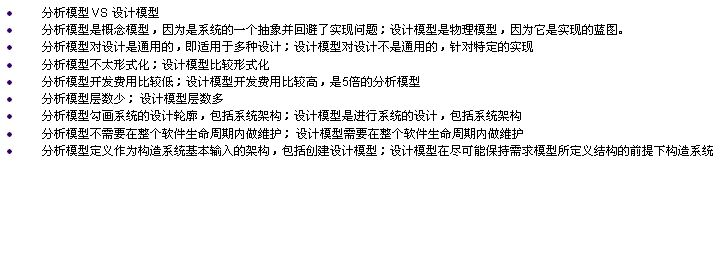 分析模型 VS 设计模型
分析模型是概念模型，因为是系统的一个抽象并回避了实现问题；设计模型是物理模型，因为它是实现的蓝图。
分析模型对设计是通用的，即适用于多种设计；设计模型对设计不是通用的，针对特定的实现
分析模型不太形式化；设计模型比较形式化
分析模型开发费用比较低；设计模型开发费用比较高，是5倍的分析模型
分析模型层数少； 设计模型层数多
分析模型勾画系统的设计轮廓，包括系统架构；设计模型是进行系统的设计，包括系统架构
分析模型不需要在整个软件生命周期内做维护； 设计模型需要在整个软件生命周期内做维护
分析模型定义作为构造系统基本输入的架构，包括创建设计模型；设计模型在尽可能保持需求模型所定义结构的前提下构造系统